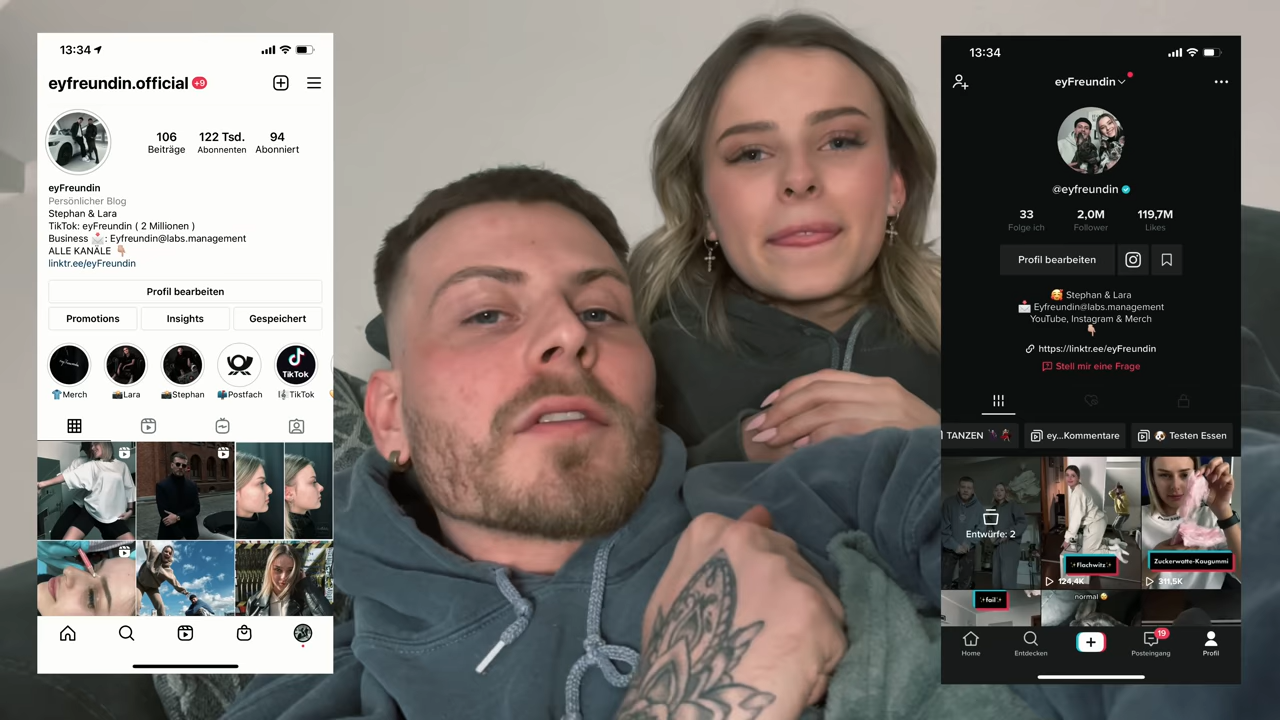 13:34
eyfreundin.official +9
106 122 Tsd. 94
Beiträge Abonnenten Abonniert
eyFreundin
Persönlicher Blog
Stephan & Lara
TikTok: eyFreundin ( 2 Millionen )
Business 📩: Eyfreundin@labs.management
ALLE KANÄLE 👇🏼
linktr.ee/eyFreundin
Profil bearbeiten
Promotions Insights Gespeichert
TikTok
👕Merch 📸Lara 📸Stephan 📫Postfach 🎼TikTok
13:34
eyFreundin
@eyfreundin
33 2,0M 119,7M
Folge ich Follower Likes
Profil bearbeiten
🥰 Stephan & Lara
📩 Eyfreundin@labs.management
YouTube, Instagram & Merch
👇🏼
https://linktr.ee/eyFreundin
Stell mir eine Frage
TANZEN 🕺🏿💃🏽 ey...Kommentare 🐶 Testen Essen
Entwürfe: 2
✨Flachwitz✨
124,4K
Zuckerwatte-Kaugummi
311,5K
✨fail✨
normal
19
Home Entdecken Posteingang Profil